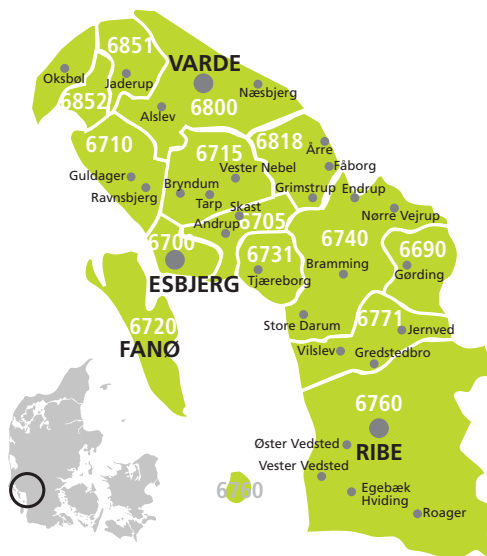 6851
VARDE
Oksbøl
Jaderup
Næsbjerg
6852
6800
Alslev
6710
6818
6715
Årre
Vester Nebel
Fåborg
Guldager
Ravnsbjerg
Bryndum
Tarp
Grimstrup
Endrup
Skast
Nørre Vejrup
6705
Andrup
6700
6731
6740
6690
Bramming
Gørding
ESBJERG
Tjæreborg
6720
FANØ
Store Darum
6771
Jernved
Vilslev
Gredstedbro
6760
Øster Vedsted
RIBE
Vester Vedsted
6760
Egebæk
Hviding
Roager